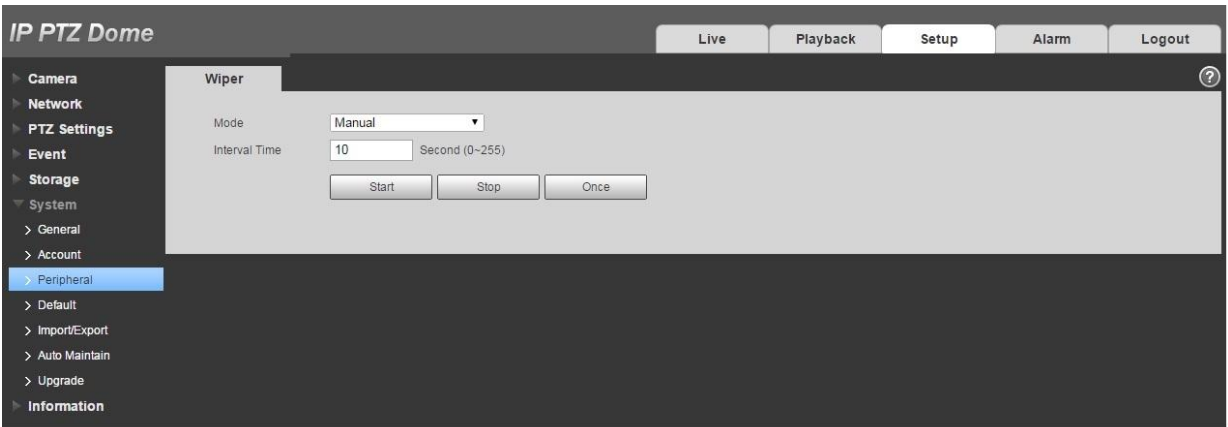 IP PTZ Dome
Live Playback Setup Alarm Logout
Camera
Network
PTZ Settings
Event
Storage
System
General
Account
Peripheral
Default
Import/Export
Auto Maintain
Upgrade
Information
Wiper
?
Mode Manual
Interval Time 10 Second (0~255)
Start Stop Once